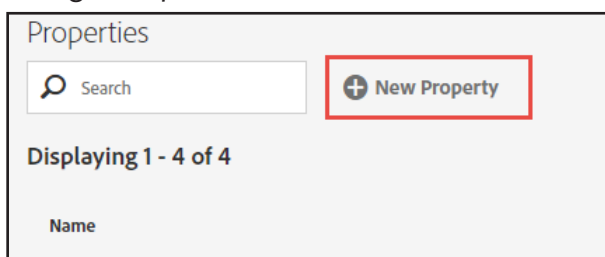 Properties
Search
New Property
Displaying 1 - 4 of 4
Name